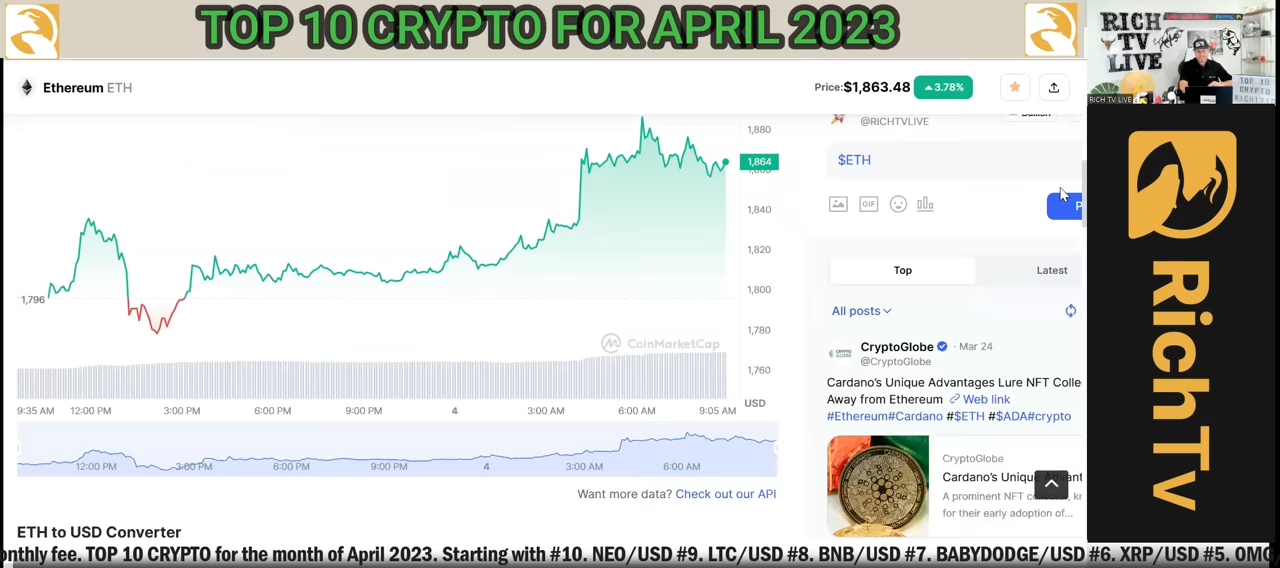 TOP 10 CRYPTO FOR APRIL 2023
RICH
TV
LIVE
RICH TV LIVE
TOP 10
CRYPTO
Ethereum ETH
Price:$1,863.48
3.78%
@RICHTVLIVE
Bullish
$ETH
P
Top
Latest
All posts
CryptoGlobe · Mar 24
@CryptoGlobe
Cardano's Unique Advantages Lure NFT Colle
Away from Ethereum Web link
#Ethereum#Cardano #$ETH #$ADA#crypto
CryptoGlobe
Cardano's Unique
A prominent NFT
for their early adoption of...
1,880
1,864
1,860
1,840
1,820
1,800
1,780
1,760
1,796
CoinMarketCap
9:35 AM 12:00 PM 3:00 PM 6:00 PM 9:00 PM 4 3:00 AM 6:00 AM 9:05 AM
USD
12:00 PM 3:00 PM 6:00 PM 9:00 PM 4 3:00 AM 6:00 AM
Want more data? Check out our API
ETH to USD Converter
RichTv
onthly fee. TOP 10 CRYPTO for the month of April 2023. Starting with #10. NEO/USD #9. LTC/USD #8. BNB/USD #7. BABYDODGE/USD #6. XRP/USD #5. OMG